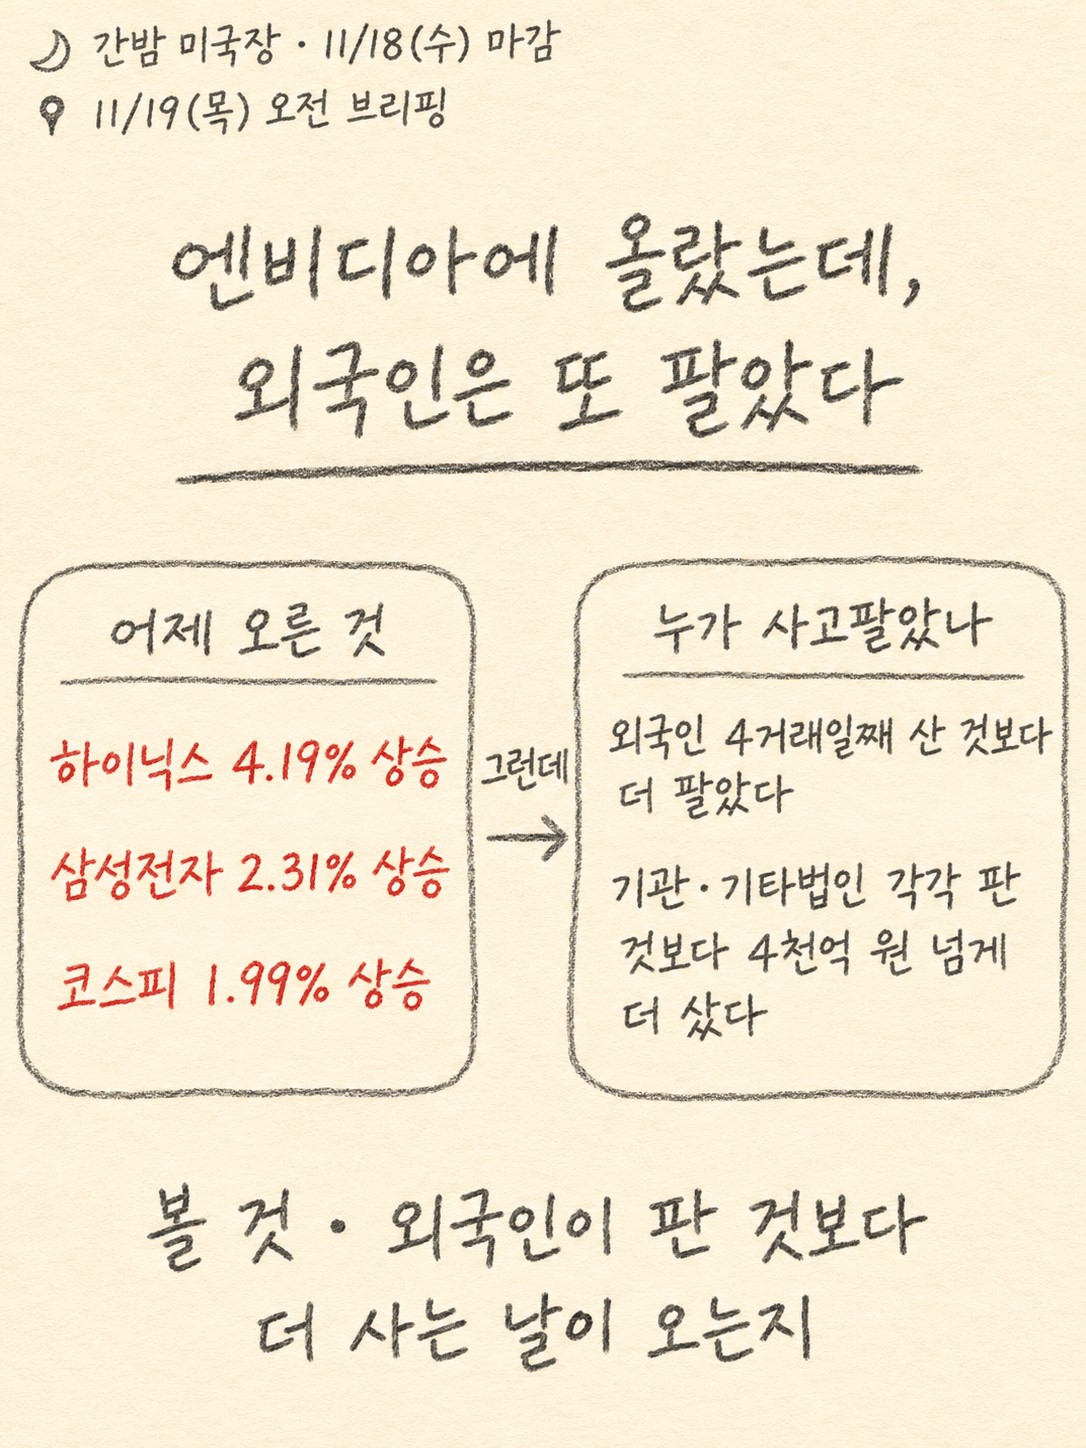 간밤 미국장 · 11/18(수) 마감
11/19(목) 오전 브리핑
엔비디아에 올랐는데,
외국인은 또 팔았다
어제 오른 것
하이닉스 4.19% 상승
삼성전자 2.31% 상승
코스피 1.99% 상승
그런데
누가 사고팔았나
외국인 4거래일째 산 것보다
더 팔았다
기관·기타법인 각각 판
것보다 4천억 원 넘게
더 샀다
볼 것 · 외국인이 판 것보다
더 사는 날이 오는지